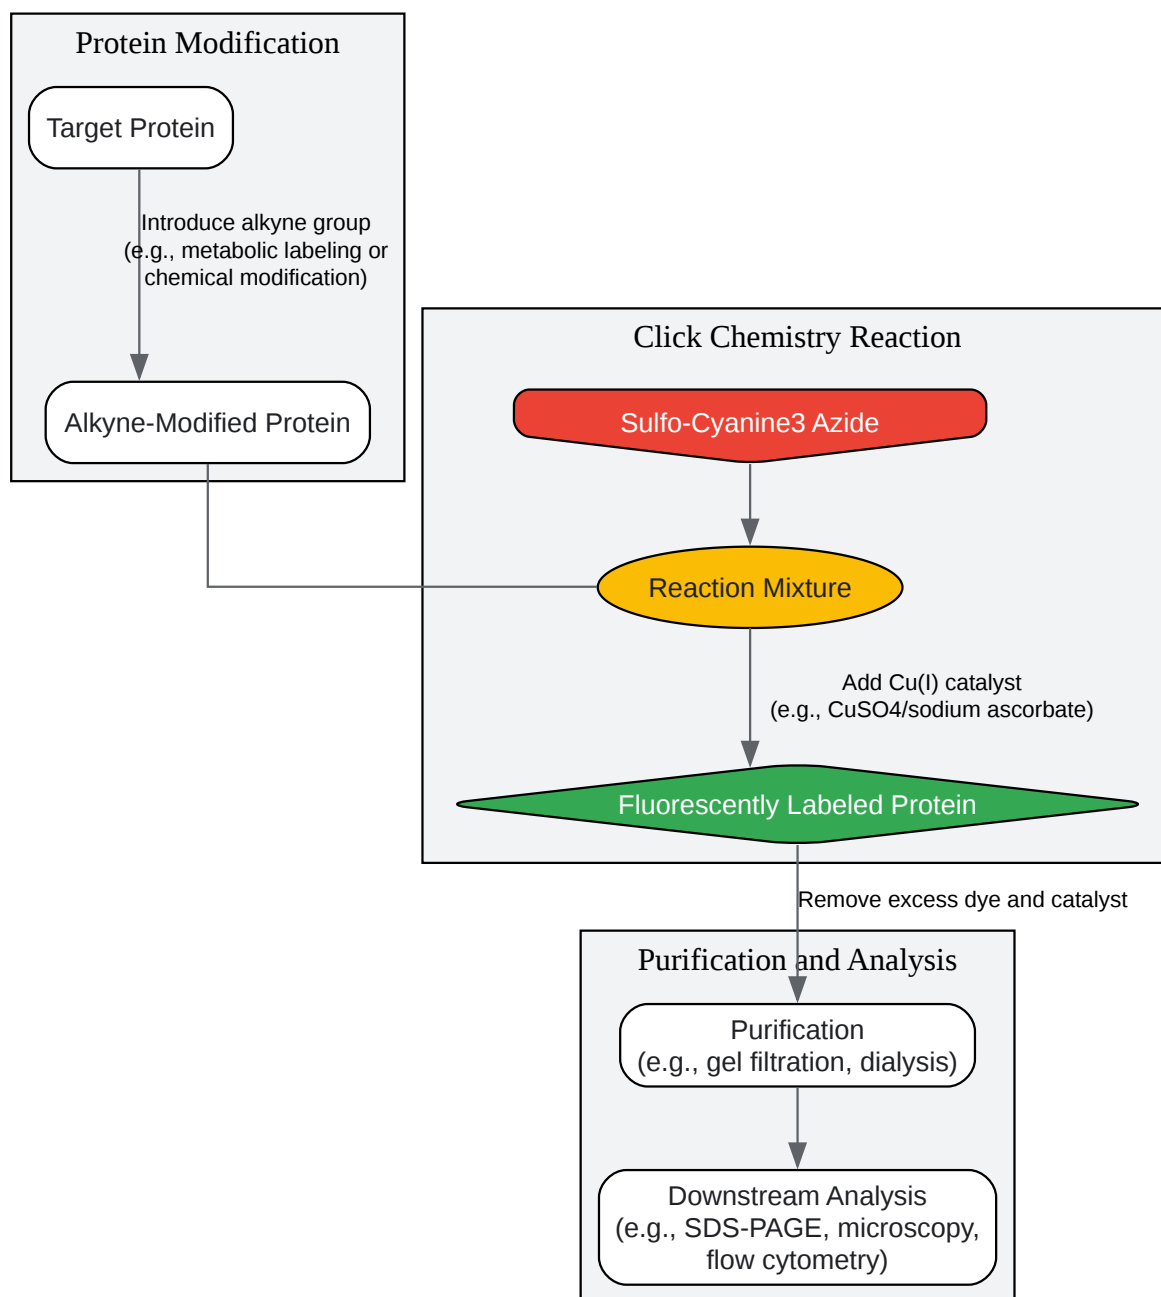 Protein Modification
Target Protein
Introduce alkyne group
(e.g., metabolic labeling or
chemical modification)
Alkyne-Modified Protein
Click Chemistry Reaction
Sulfo-Cyanine3 Azide
Reaction Mixture
Add Cu(I) catalyst
(e.g., CuSO4/sodium ascorbate)
Fluorescently Labeled Protein
Remove excess dye and catalyst
Purification and Analysis
Purification
(e.g., gel filtration, dialysis)
Downstream Analysis
(e.g., SDS-PAGE, microscopy,
flow cytometry)